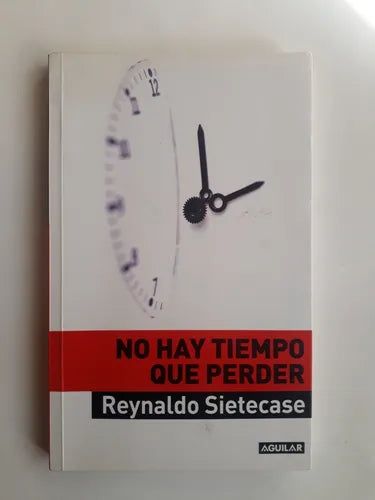 12
NO HAY TIEMPO
QUE PERDER
Reynaldo Sietecase
AGUILAR